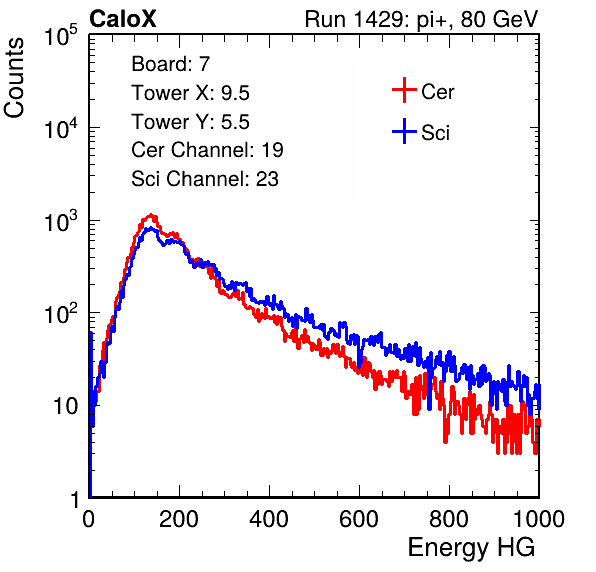 CaloX Run 1429: pi+, 80 GeV
Counts
10^5
10^4
10^3
10^2
10
1
Board: 7
Tower X: 9.5
Tower Y: 5.5
Cer Channel: 19
Sci Channel: 23
Cer
Sci
0 200 400 600 800 1000
Energy HG